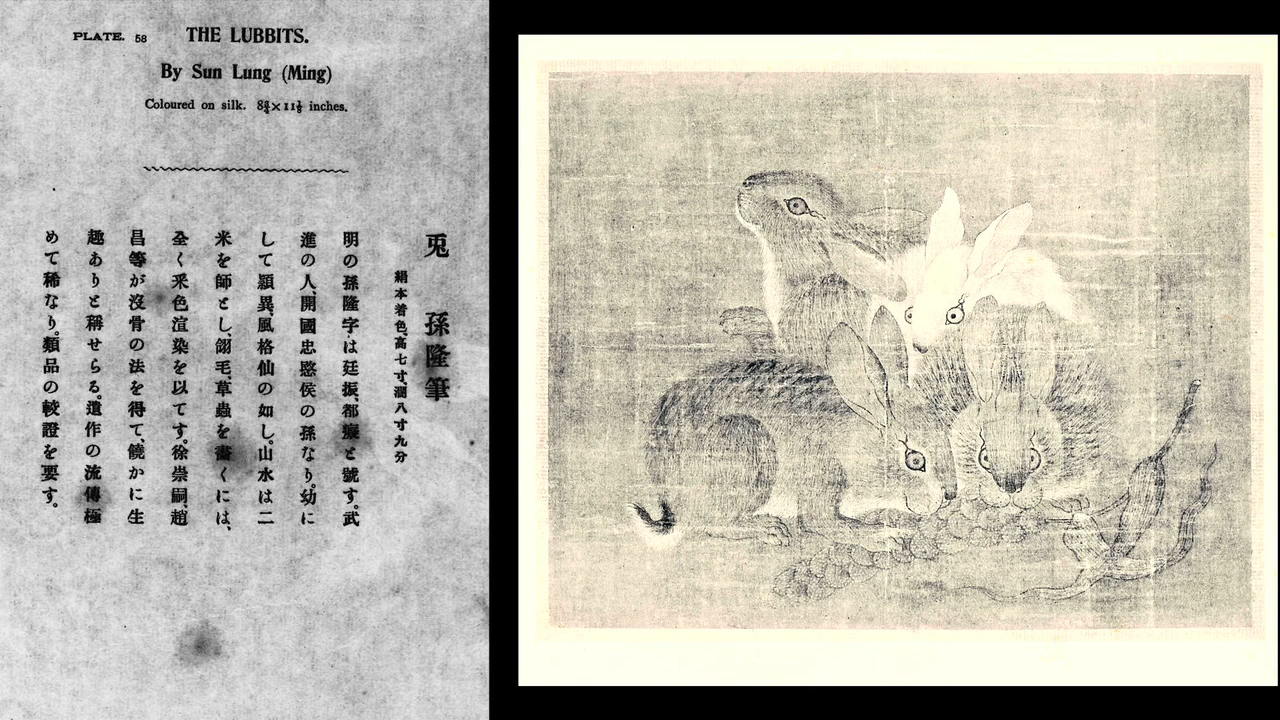 PLATE. 58
THE LUBBITS.
By Sun Lung (Ming)
Coloured on silk. 8¾×11½ inches.
兎 孫隆筆
絹本着色、高七寸、濶八寸九分
明の孫隆字は廷振、都癡と號す。武
進の人、開國忠愍侯の孫なり。幼に
して穎異、風格仙の如し。山水は二
米を師とし、翎毛、草蟲を畫くには、
全く釆色渲染を以てす。徐崇嗣、趙
昌等が沒骨の法を得て、饒かに生
趣ありと稱せらる。遺作の流傳極
めて稀なり。類品の較證を要す。